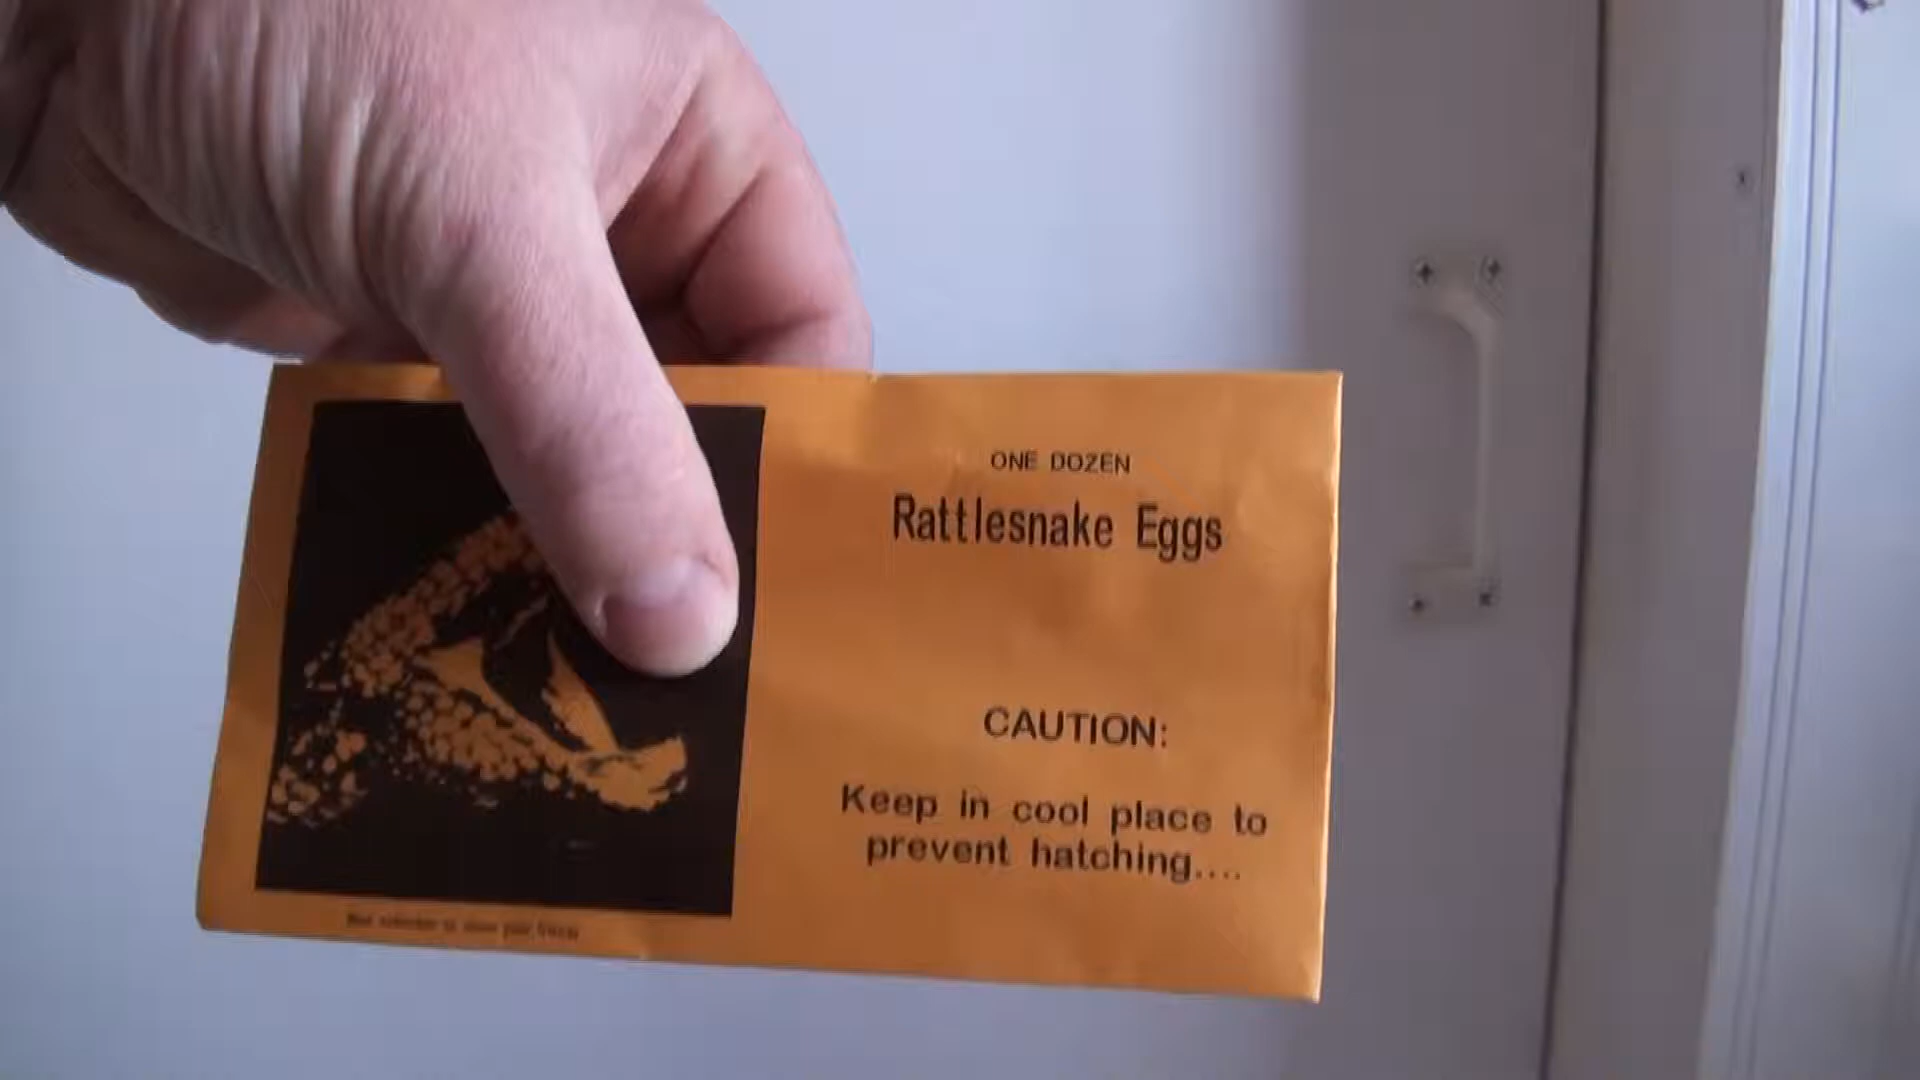 ONE DOZEN
Rattlesnake Eggs
CAUTION:
Keep in cool place to
prevent hatching....